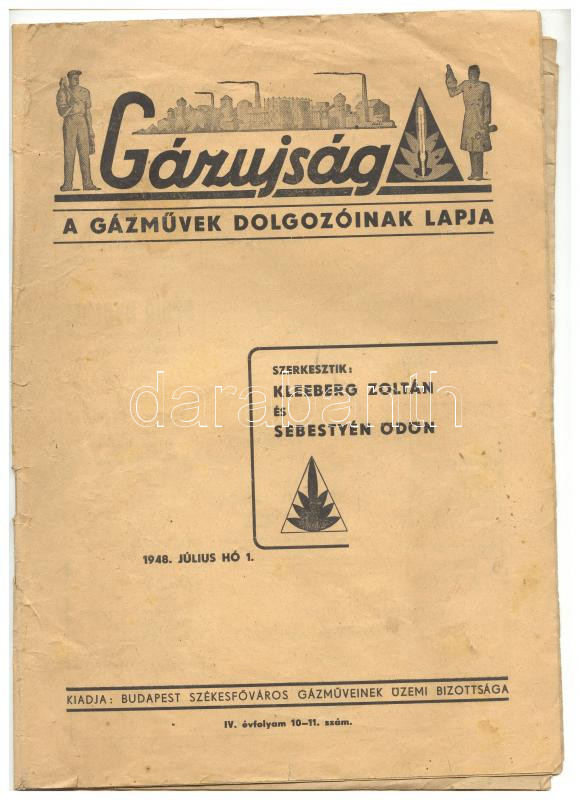 Gázujság
A GÁZMŰVEK DOLGOZÓINAK LAPJA
SZERKESZTIK:
KLEEBERG ZOLTÁN
ÉS
SEBESTYÉN ÖDÖN
darabanth
1948. JÚLIUS HÓ 1.
KIADJA: BUDAPEST SZÉKESFŐVÁROS GÁZMŰVEINEK ÜZEMI BIZOTTSÁGA
IV. évfolyam 10–11. szám.